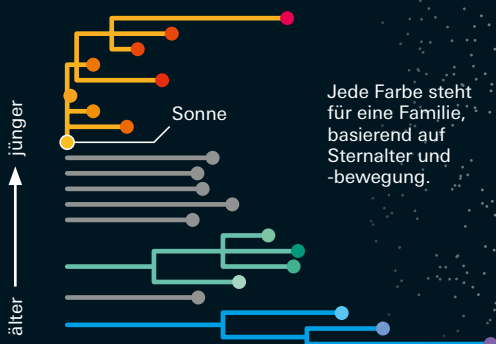 jünger
älter
Sonne
Jede Farbe steht
für eine Familie,
basierend auf
Sternalter und
-bewegung.